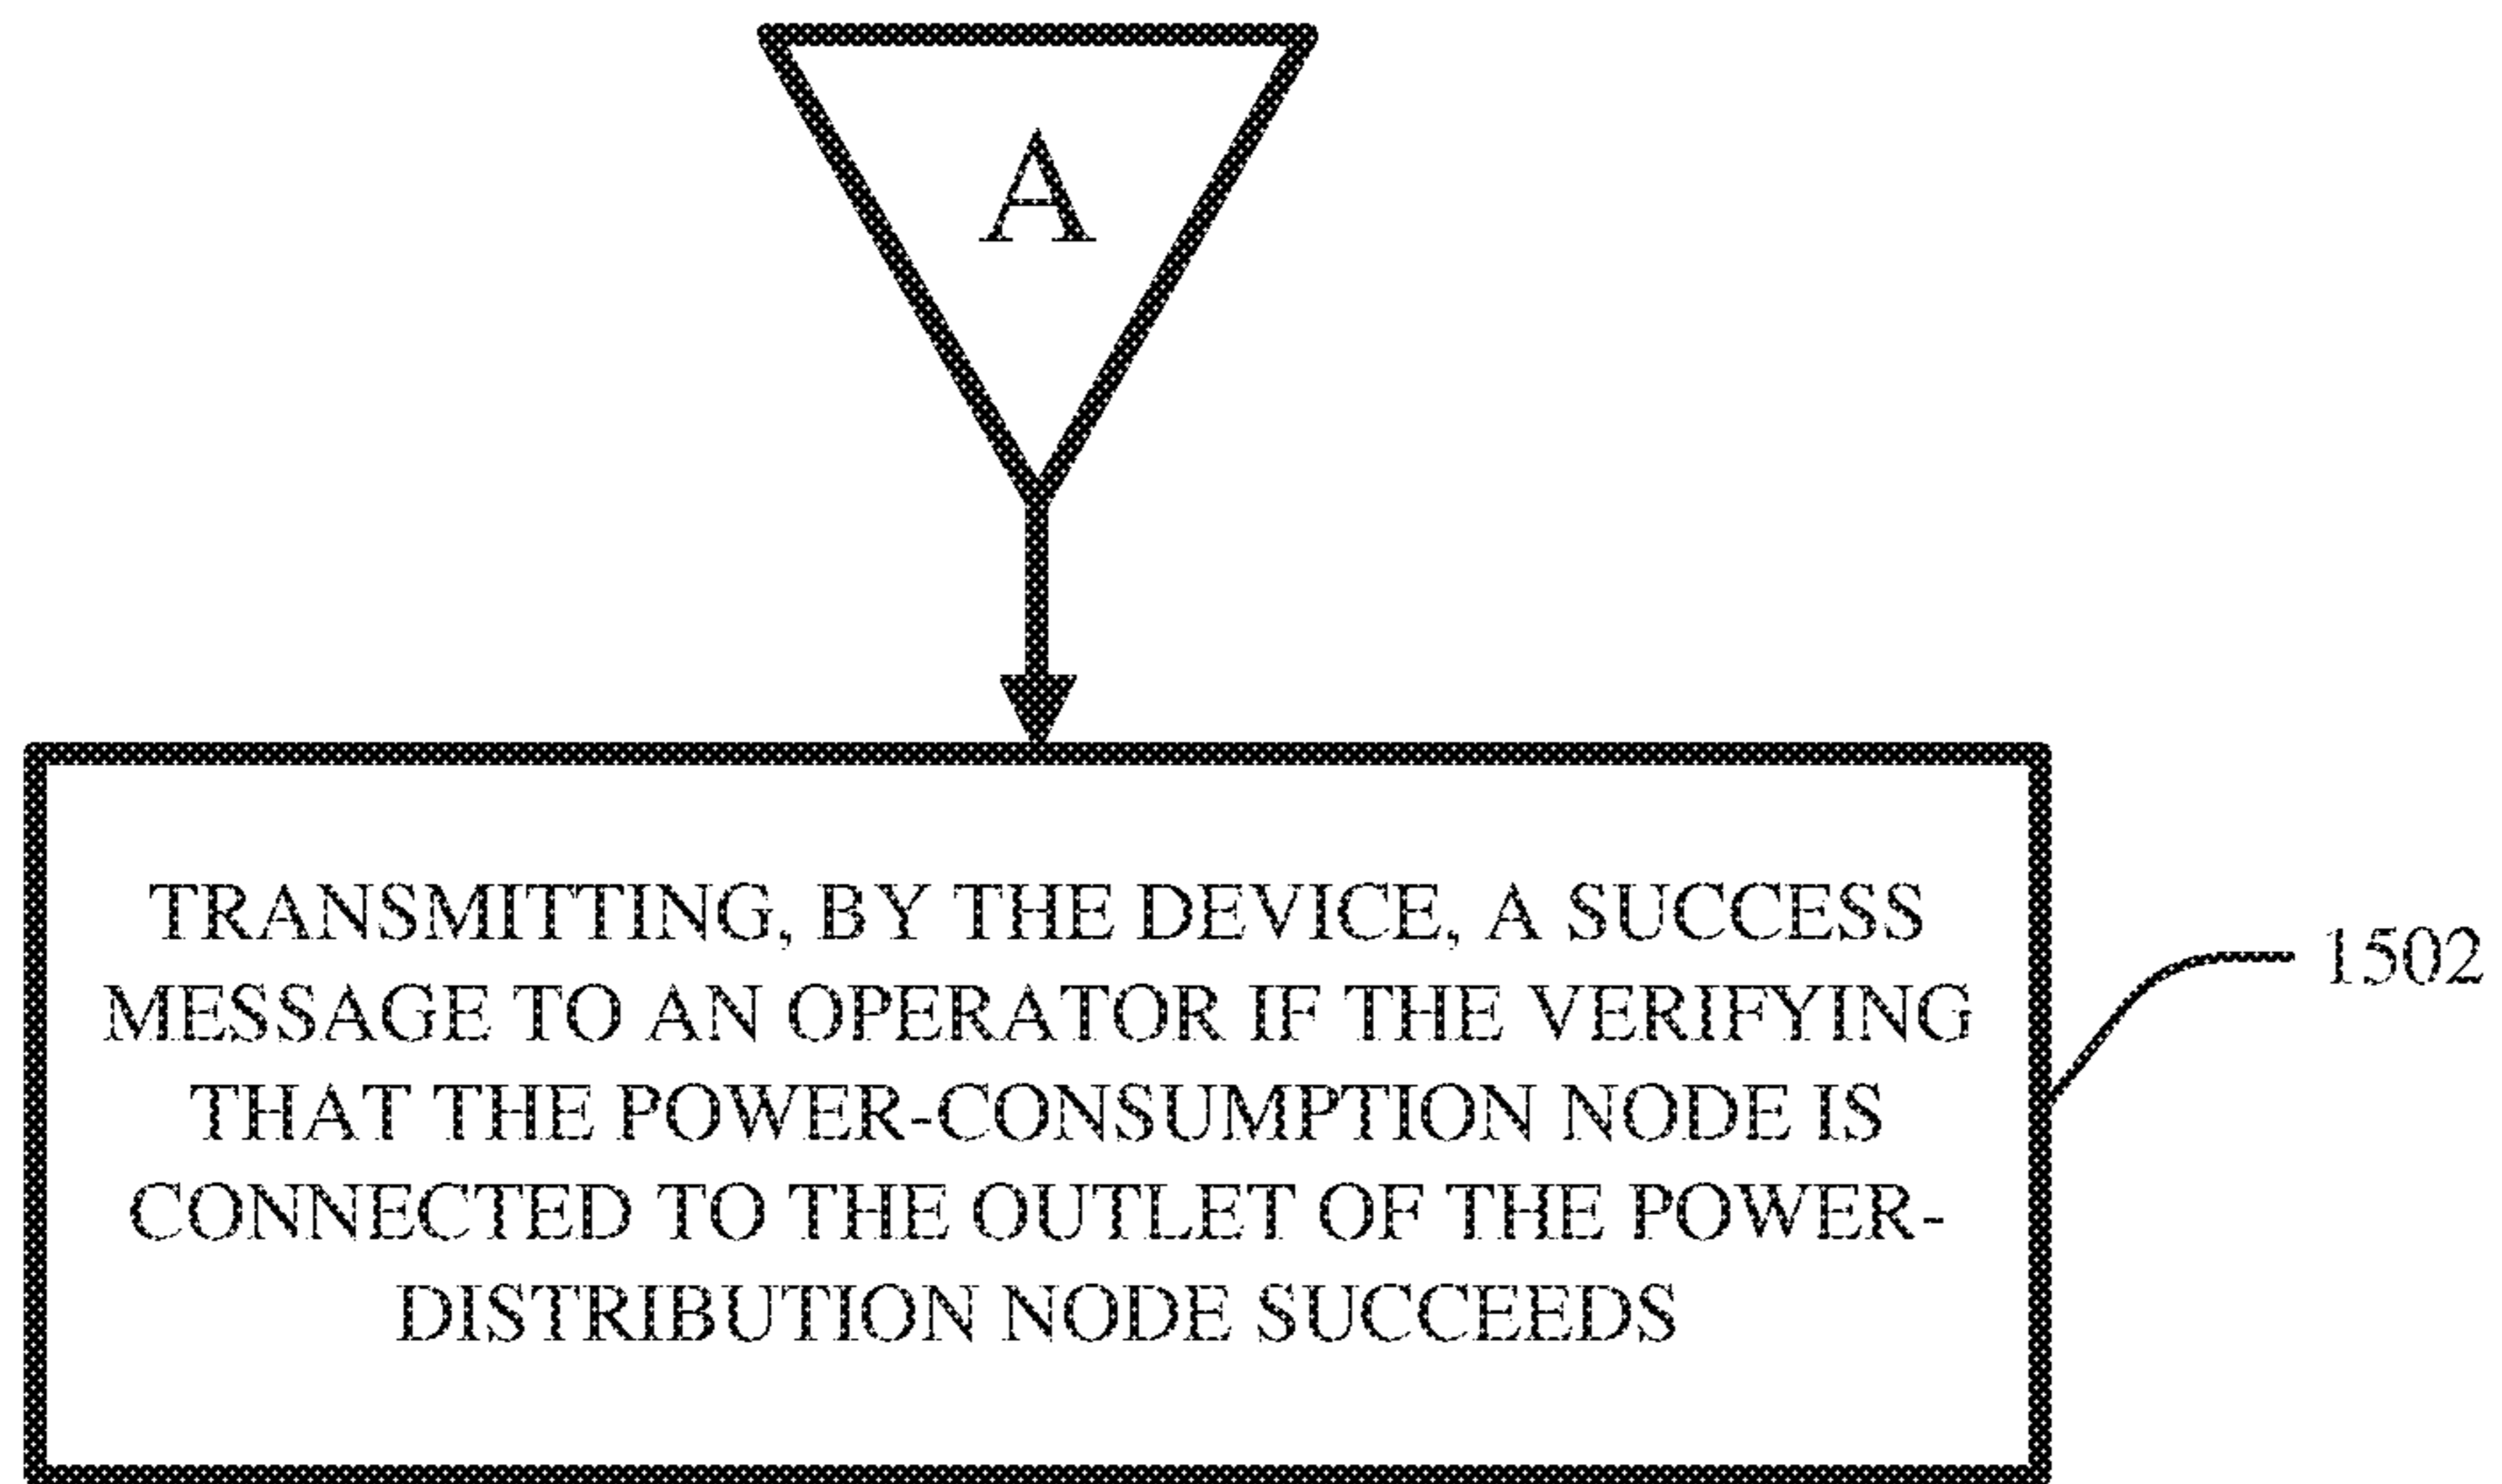 A
TRANSMITTING, BY THE DEVICE, A SUCCESS
MESSAGE TO AN OPERATOR IF THE VERIFYING
THAT THE POWER-CONSUMPTION NODE IS
CONNECTED TO THE OUTLET OF THE POWER-
DISTRIBUTION NODE SUCCEEDS
1502